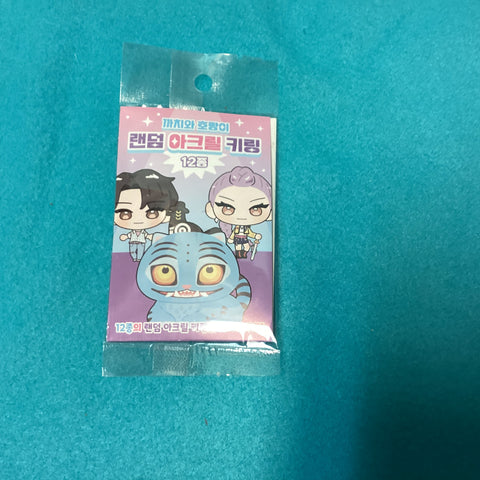 까치와 호랑이
랜덤 아크릴 키링
12종
12종의 랜덤 아크릴